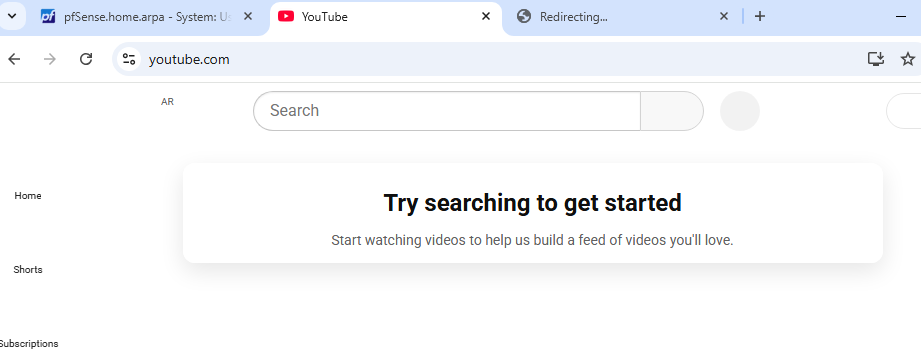 pfSense.home.arpa - System: Us
YouTube
Redirecting...
youtube.com
AR
Search
Home
Try searching to get started
Start watching videos to help us build a feed of videos you'll love.
Shorts
Subscriptions